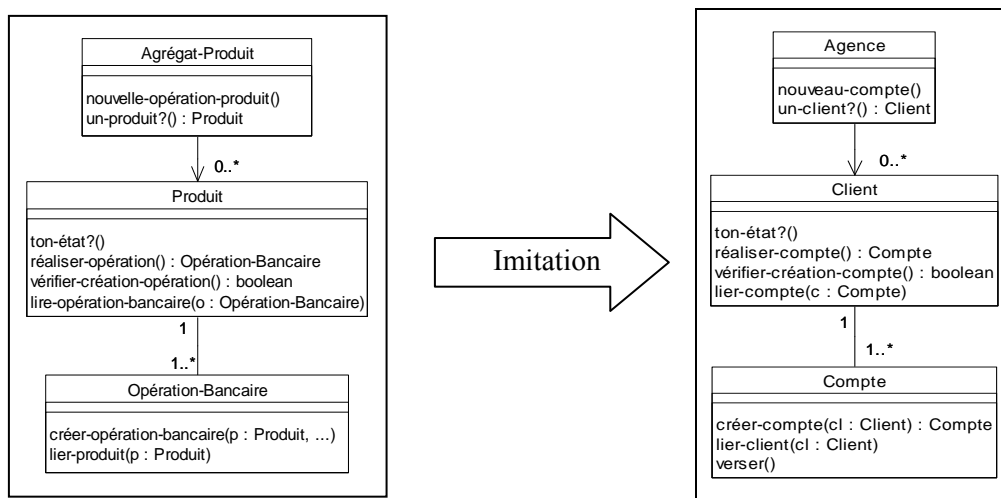 Agrégat-Produit
nouvelle-opération-produit()
un-produit?() : Produit
0..*
Produit
ton-état?()
réaliser-opération() : Opération-Bancaire
vérifier-création-opération() : boolean
lire-opération-bancaire(o : Opération-Bancaire)
1
1..*
Opération-Bancaire
créer-opération-bancaire(p : Produit, ...)
lier-produit(p : Produit)
Imitation
Agence
nouveau-compte()
un-client?() : Client
0..*
Client
ton-état?()
réaliser-compte() : Compte
vérifier-création-compte() : boolean
lier-compte(c : Compte)
1
1..*
Compte
créer-compte(cl : Client) : Compte
lier-client(cl : Client)
verser()